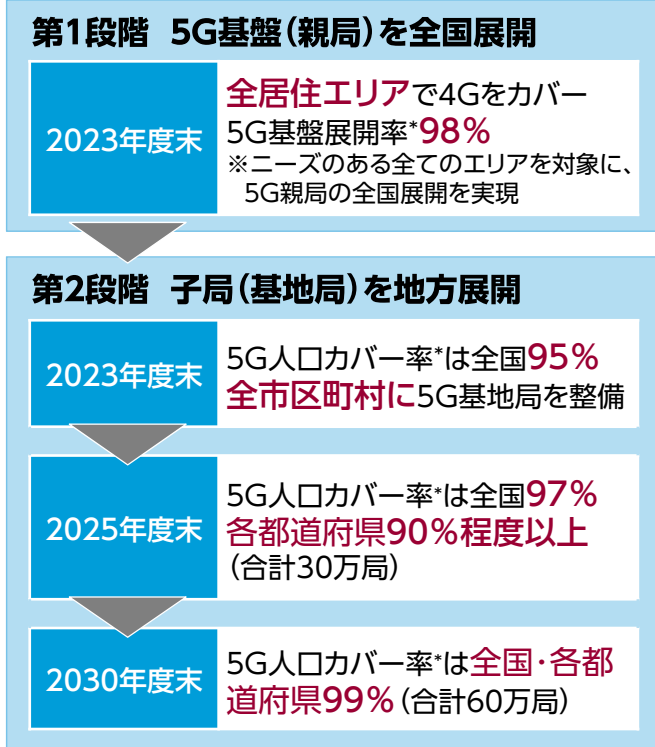 第1段階 5G基盤(親局)を全国展開
2023年度末
全居住エリアで4Gをカバー
5G基盤展開率*98%
※ニーズのある全てのエリアを対象に、
5G親局の全国展開を実現
第2段階 子局(基地局)を地方展開
2023年度末
5G人口カバー率*は全国95%
全市区町村に5G基地局を整備
2025年度末
5G人口カバー率*は全国97%
各都道府県90%程度以上
(合計30万局)
2030年度末
5G人口カバー率*は全国・各都
道府県99%(合計60万局)